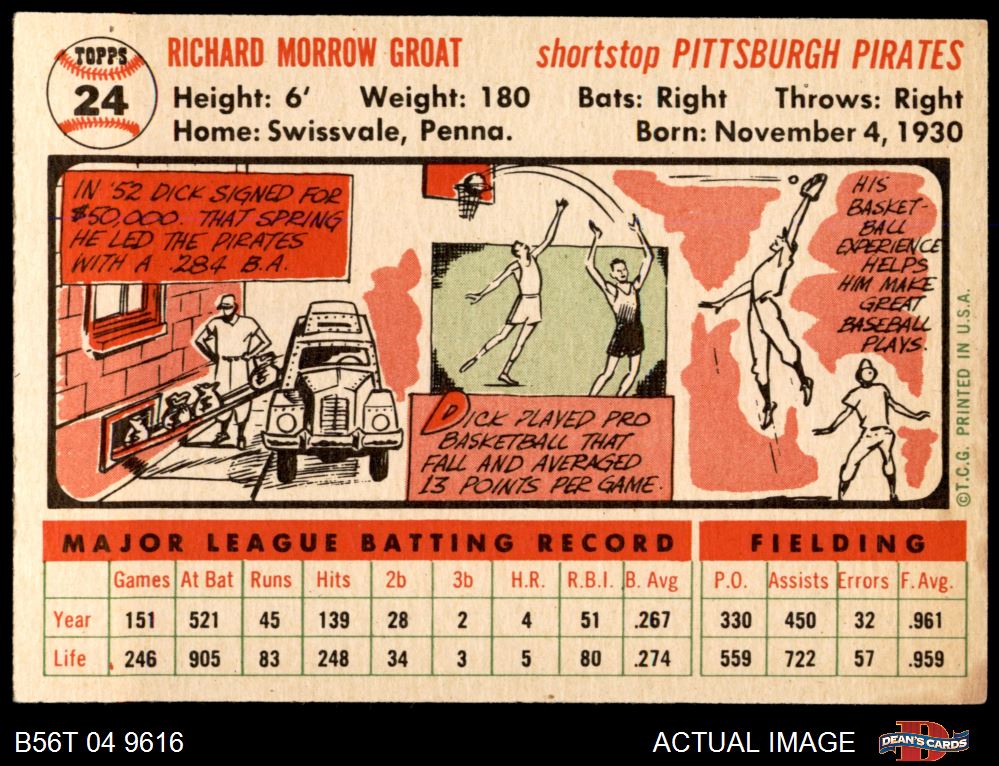 TOPPS
24
RICHARD MORROW GROAT shortstop PITTSBURGH PIRATES
Height: 6' Weight: 180 Bats: Right Throws: Right
Home: Swissvale, Penna. Born: November 4, 1930
IN '52 DICK SIGNED FOR
$50,000. THAT SPRING
HE LED THE PIRATES
WITH A .284 B.A.
DICK PLAYED PRO
BASKETBALL THAT
FALL AND AVERAGED
13 POINTS PER GAME.
HIS
BASKET-
BALL
EXPERIENCE
HELPS
HIM MAKE
GREAT
BASEBALL
PLAYS.
©T.C.G. PRINTED IN U.S.A.
MAJOR LEAGUE BATTING RECORD FIELDING
Games At Bat Runs Hits 2b 3b H.R. R.B.I. B. Avg P.O. Assists Errors F. Avg.
Year 151 521 45 139 28 2 4 51 .267 330 450 32 .961
Life 246 905 83 248 34 3 5 80 .274 559 722 57 .959
B56T 04 9616 ACTUAL IMAGE D DEAN'S CARDS